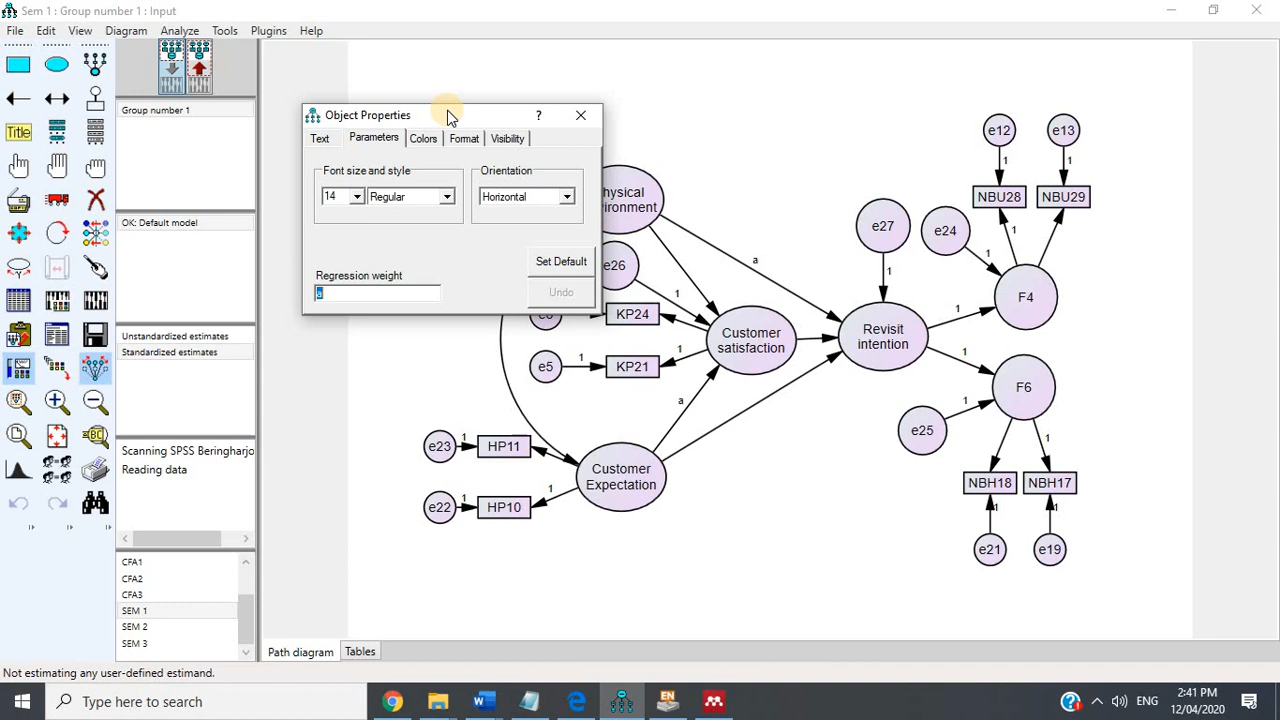 Sem 1 : Group number 1 : Input
File Edit View Diagram Analyze Tools Plugins Help
Title
Group number 1
OK: Default model
Unstandardized estimates
Standardized estimates
Scanning SPSS Beringharjo
Reading data
CFA1
CFA2
CFA3
SEM 1
SEM 2
SEM 3
Object Properties ?
Text Parameters Colors Format Visibility
Font size and style
14 Regular
Orientation
Horizontal
Set Default
Regression weight
a
Undo
e12 e13
1 1
NBU28 NBU29
e27 e24
a 1 1 1
e26
1 1
F4
KP24
Customer
satisfaction
Revisit
intention
e5 1 KP21 1
1
F6
a 1
e25
e23 1 HP11
Customer
Expectation
1
e22 1 HP10 1
NBH18 NBH17
1 1
e21 e19
Path diagram Tables
Not estimating any user-defined estimand.
Type here to search
EN
ENG
2:41 PM
12/04/2020